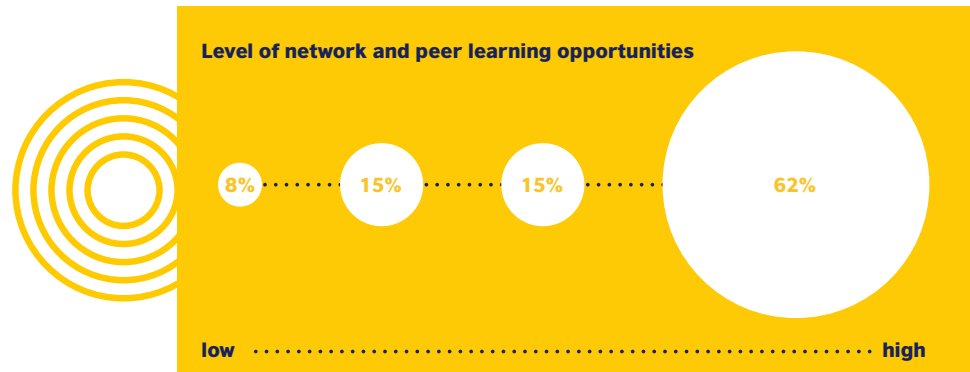 Level of network and peer learning opportunities
8% 15% 15% 62%
low high